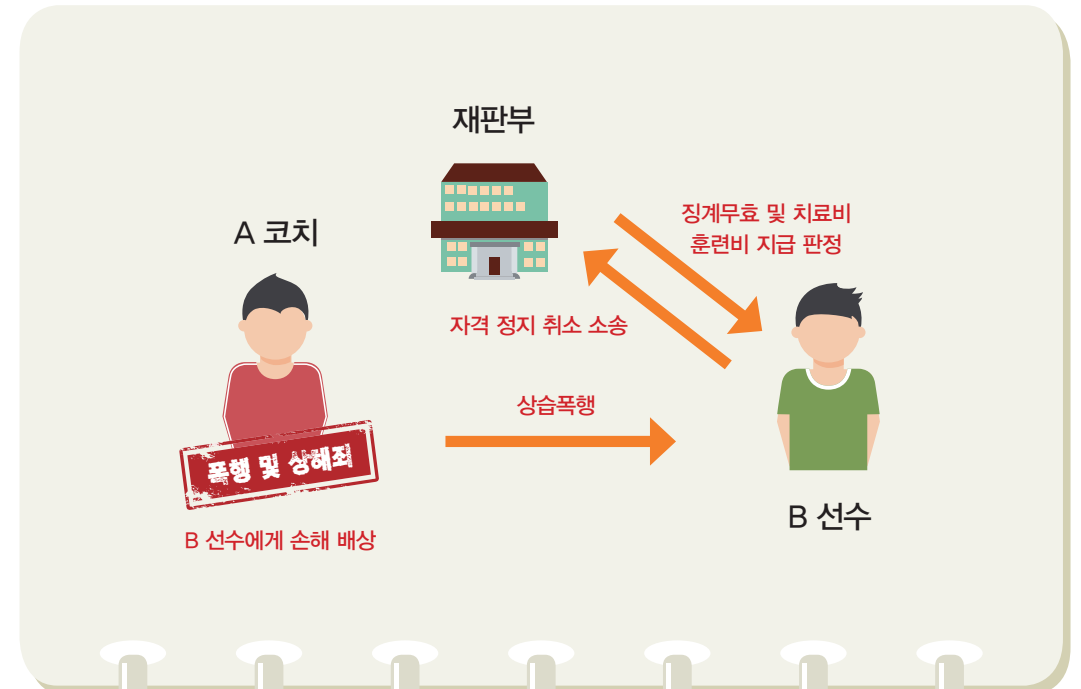 재판부
징계무효 및 치료비
훈련비 지급 판정
A 코치
자격 정지 취소 소송
상습폭행
폭행 및 상해죄
B 선수
B 선수에게 손해 배상